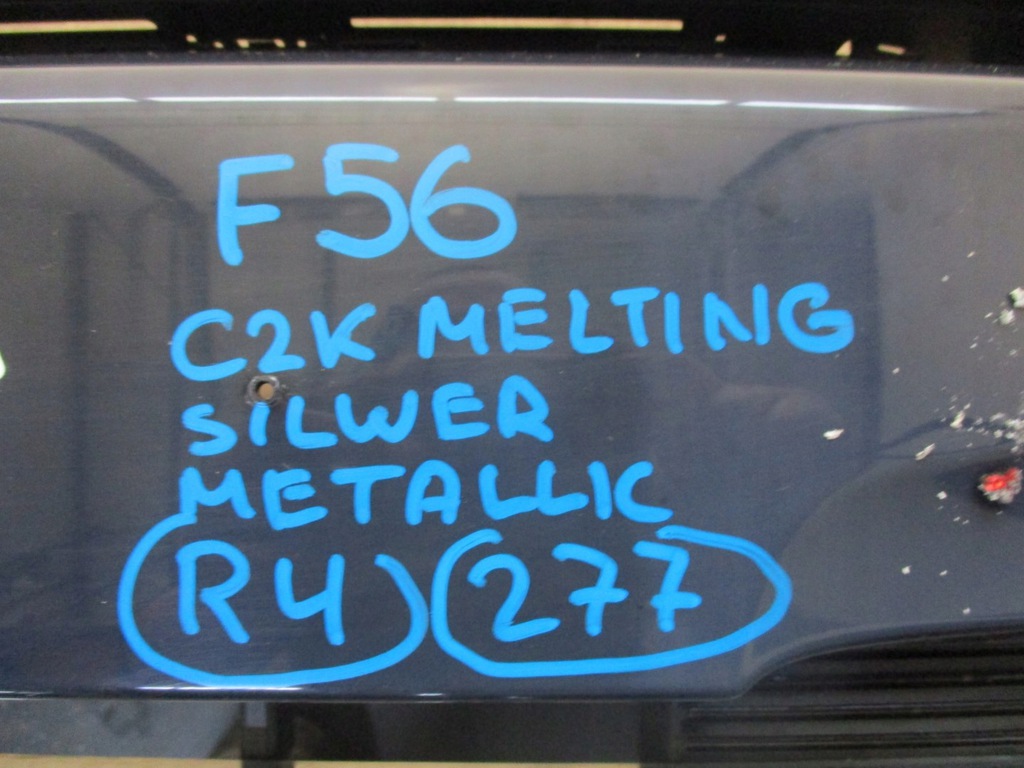 F56
C2K MELTING
SILWER
METALLIC
R4 277